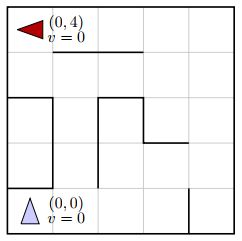 (0, 4)
v = 0
(0, 0)
v = 0